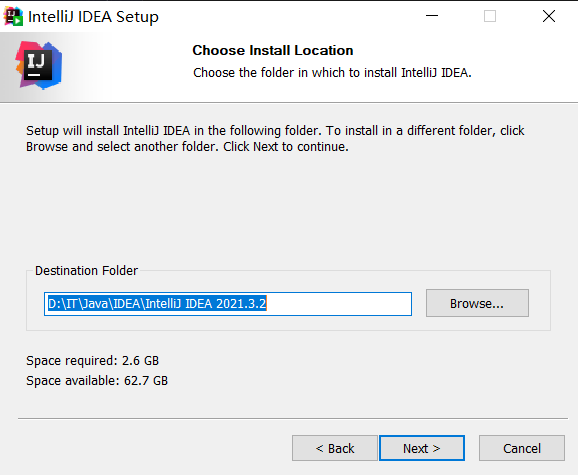 IntelliJ IDEA Setup
IJ
Choose Install Location
Choose the folder in which to install IntelliJ IDEA.
Setup will install IntelliJ IDEA in the following folder. To install in a different folder, click
Browse and select another folder. Click Next to continue.
Destination Folder
D:\IT\Java\IDEA\IntelliJ IDEA 2021.3.2
Browse...
Space required: 2.6 GB
Space available: 62.7 GB
< Back
Next >
Cancel